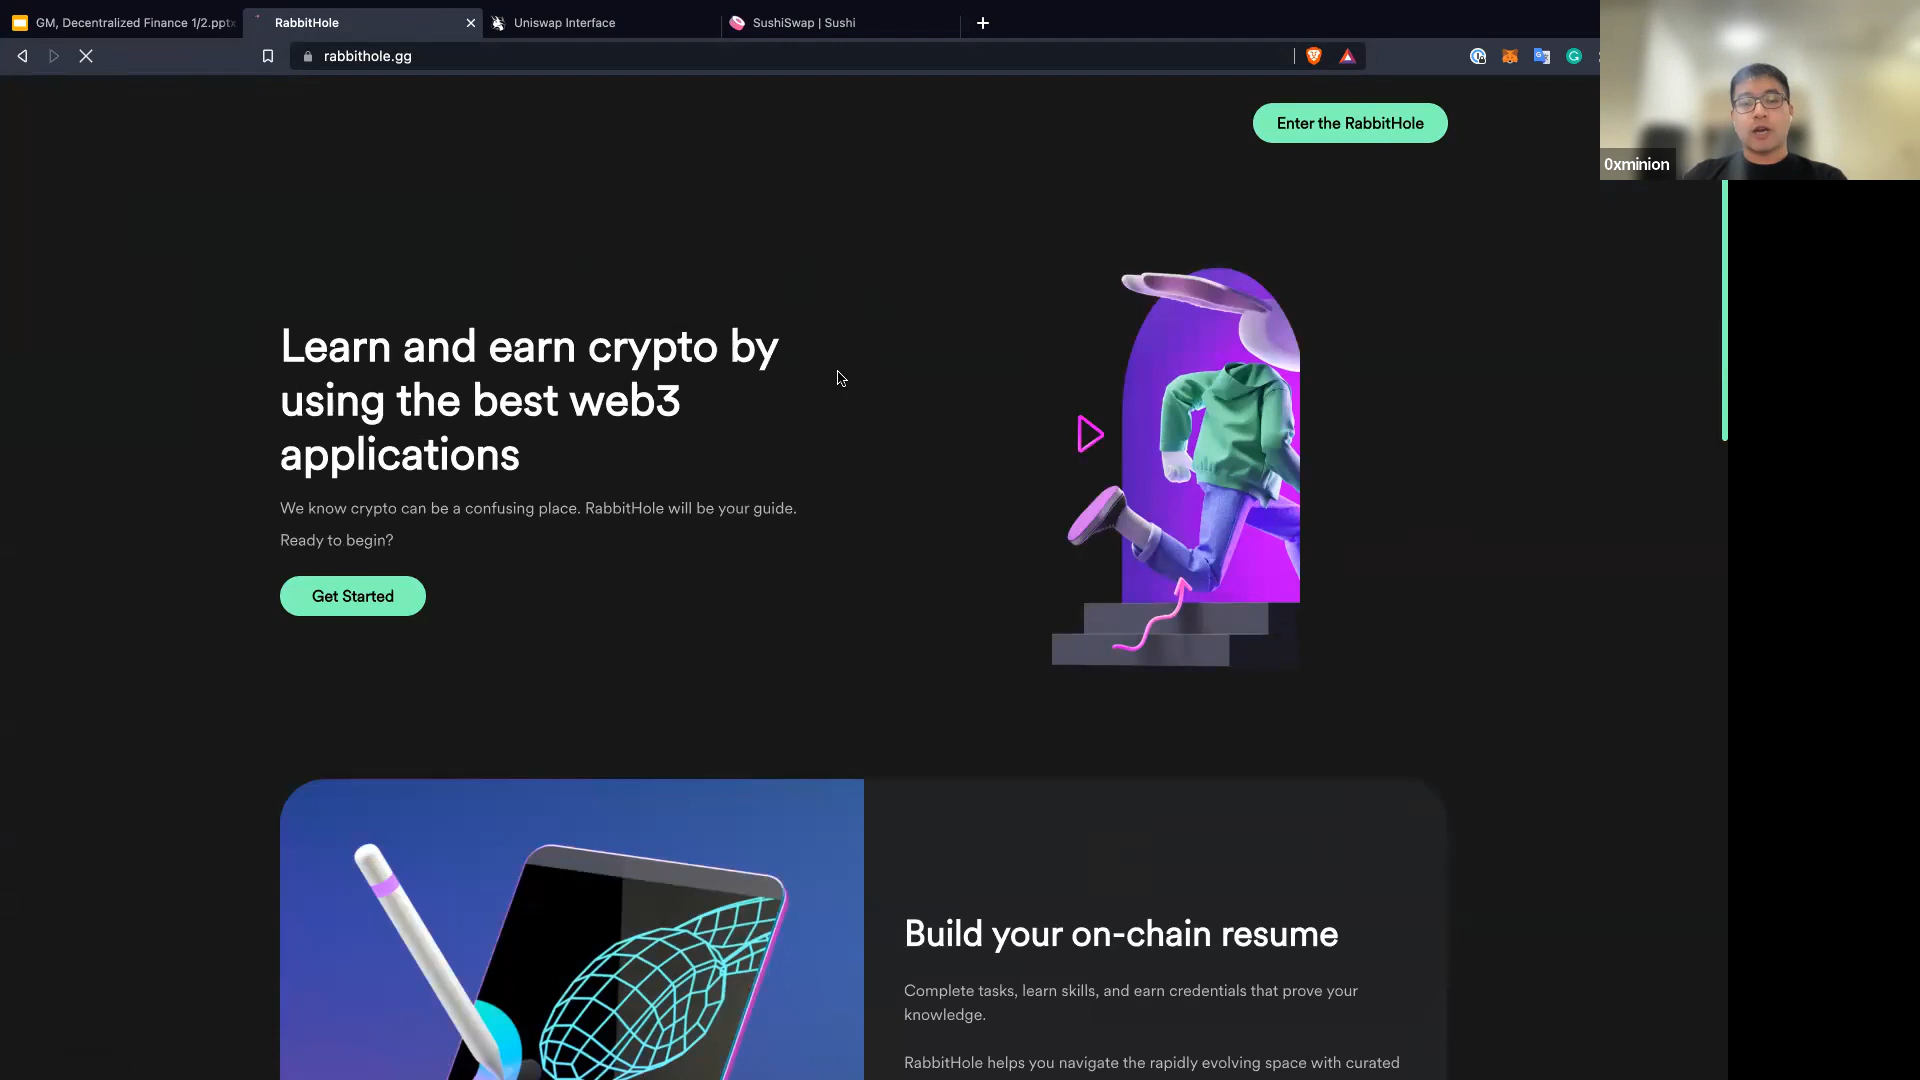 GM, Decentralized Finance 1/2.pptx
RabbitHole
Uniswap Interface
SushiSwap | Sushi
rabbithole.gg
Enter the RabbitHole
0xminion
Learn and earn crypto by
using the best web3
applications
We know crypto can be a confusing place. RabbitHole will be your guide.
Ready to begin?
Get Started
Build your on-chain resume
Complete tasks, learn skills, and earn credentials that prove your
knowledge.
RabbitHole helps you navigate the rapidly evolving space with curated